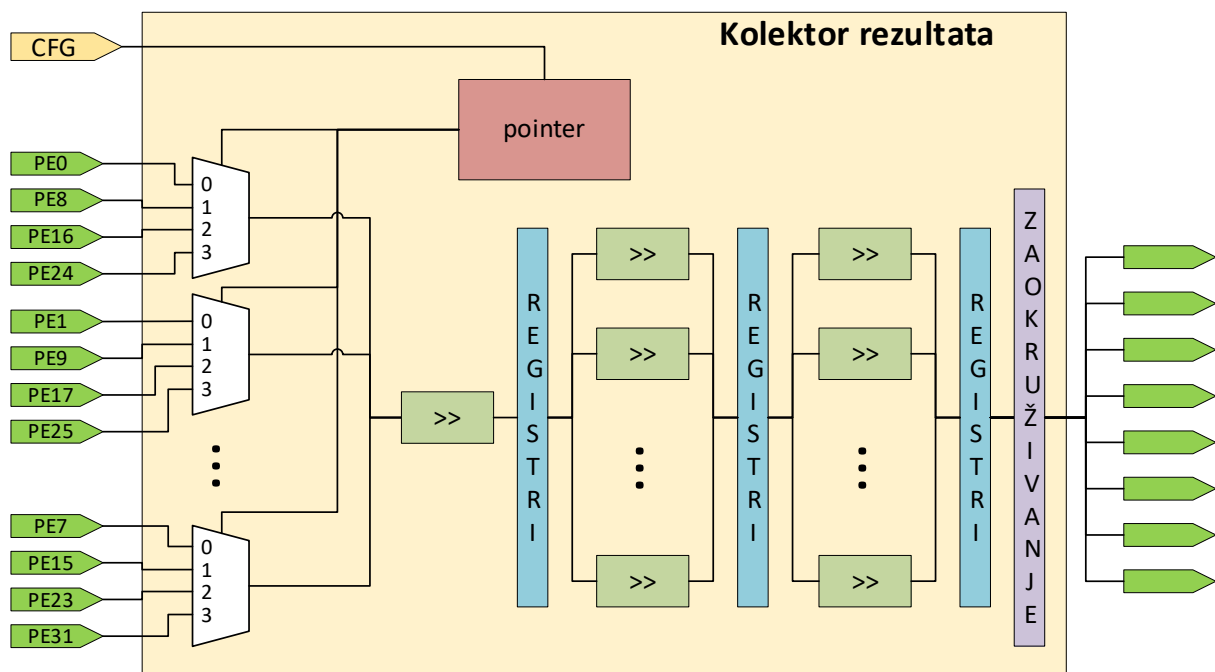 Kolektor rezultata
CFG
pointer
PE0
PE8
PE16
PE24
0
1
2
3
PE1
PE9
PE17
PE25
0
1
2
3
PE7
PE15
PE23
PE31
0
1
2
3
>>
REGISTRI
>>
>>
>>
REGISTRI
>>
>>
>>
REGISTRI
ZAOKRUŽIVANJE